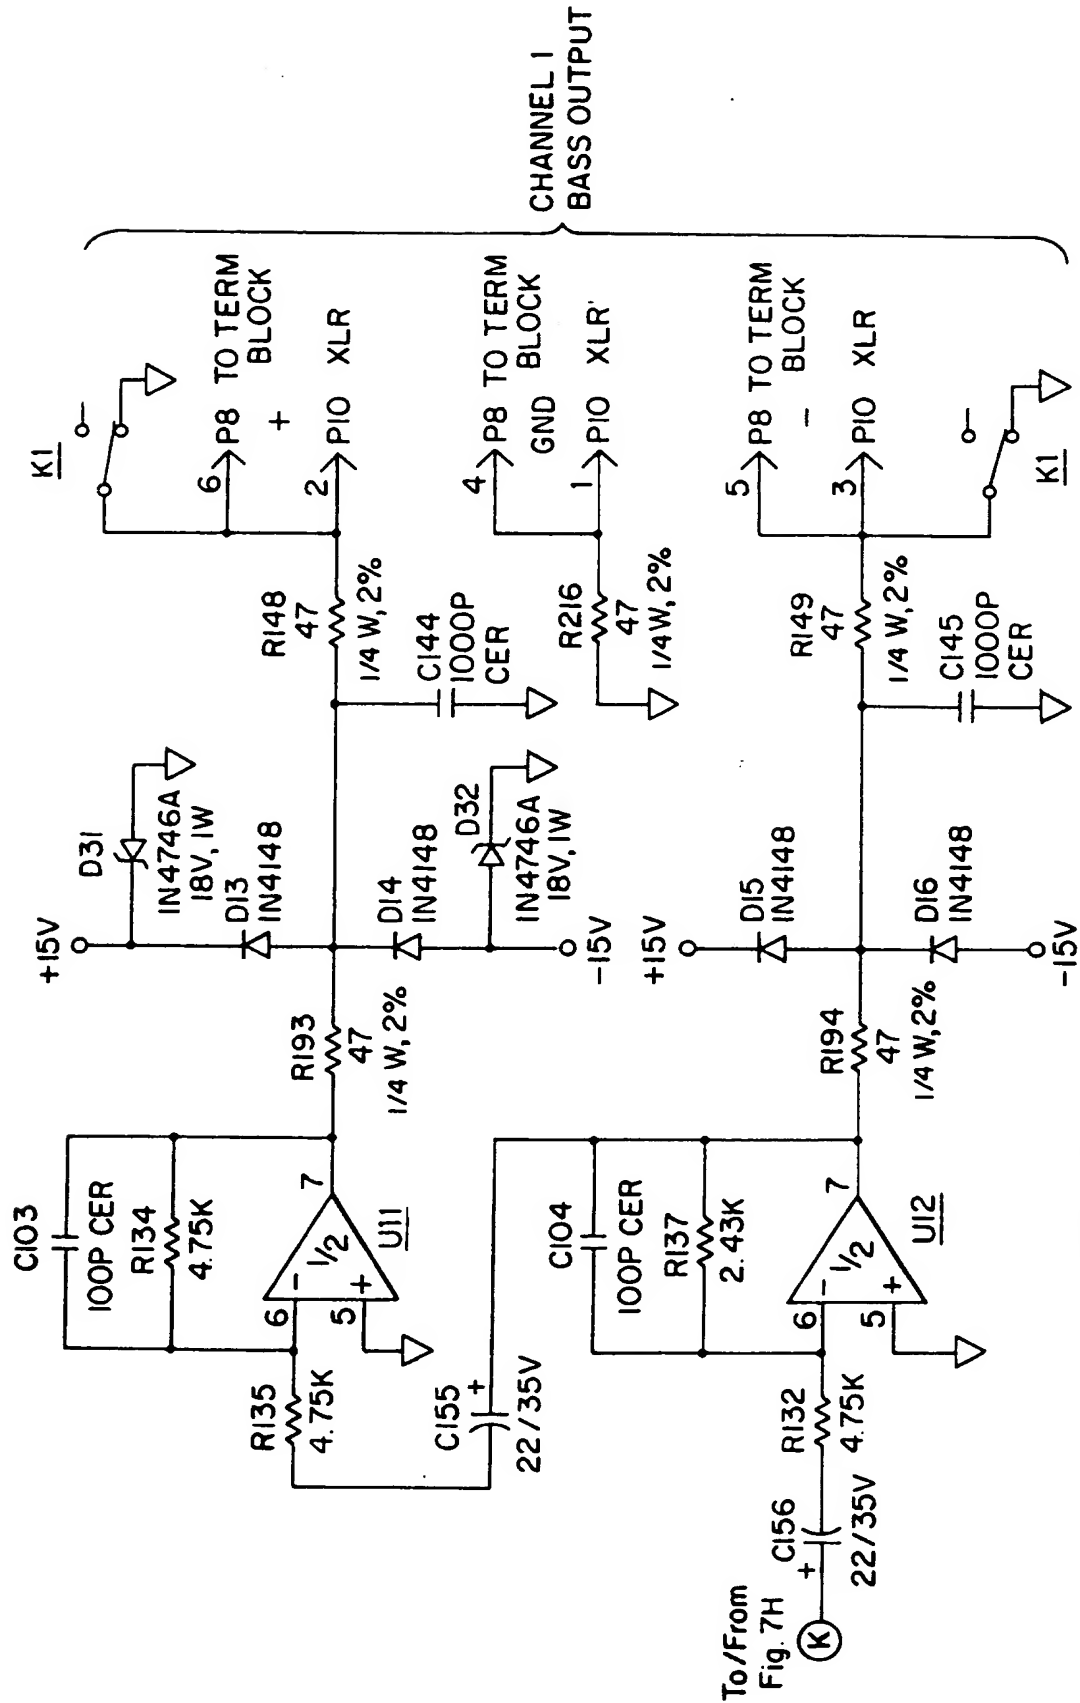 C103
100P CER
R134
4.75K
6
5
7
-
+
1/2
U11
R135
4.75K
C155
+
22/35V
R193
47
1/4 W, 2%
+15V
D31
1N4746A
18V, 1W
D13
1N4148
D14
1N4148
D32
1N4746A
18V, 1W
-15V
R148
47
1/4 W, 2%
C144
1000P
CER
K1
6
P8 TO TERM
BLOCK
+
2
P10 XLR
4
P8 TO TERM
GND BLOCK
1
P10 XLR
R216
47
1/4 W, 2%
CHANNEL 1
BASS OUTPUT
To/From
Fig. 7H
K
+
C156
22/35V
R132
4.75K
C104
100P CER
R137
2.43K
6
5
7
-
+
1/2
U12
R194
47
1/4 W, 2%
+15V
D15
1N4148
D16
1N4148
-15V
R149
47
1/4 W, 2%
C145
1000P
CER
5
P8 TO TERM
BLOCK
-
3
P10 XLR
K1